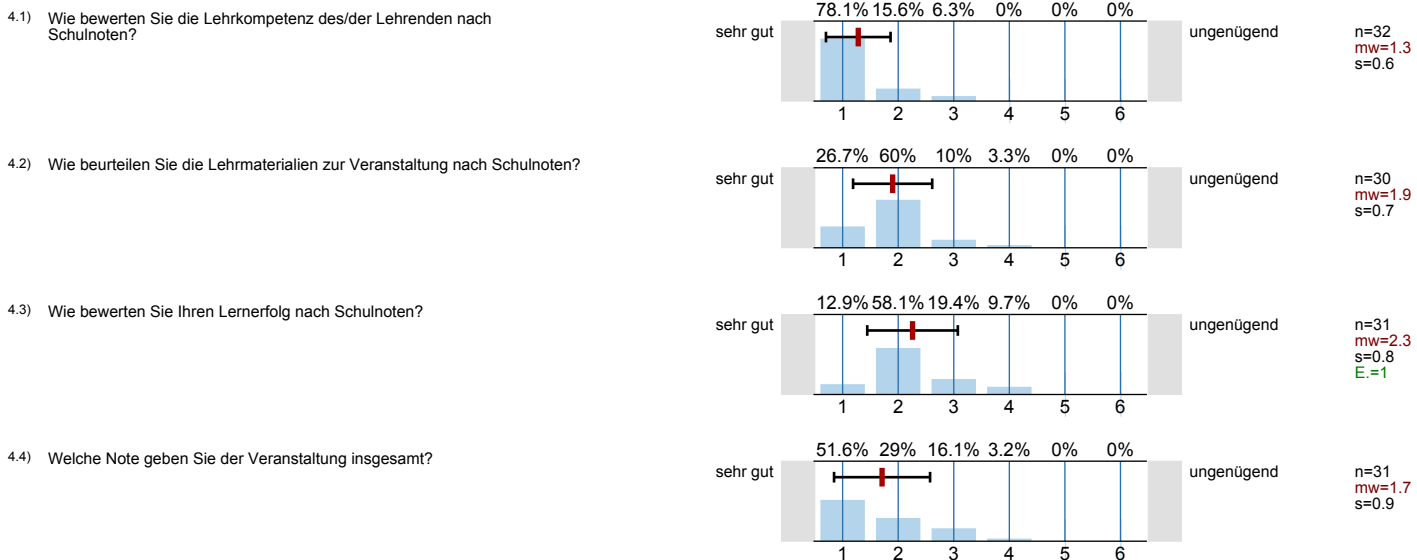 4.1) Wie bewerten Sie die Lehrkompetenz des/der Lehrenden nach
Schulnoten?
78.1% 15.6% 6.3% 0% 0% 0%
sehr gut
ungenügend
1 2 3 4 5 6
n=32
mw=1.3
s=0.6
4.2) Wie beurteilen Sie die Lehrmaterialien zur Veranstaltung nach Schulnoten?
26.7% 60% 10% 3.3% 0% 0%
sehr gut
ungenügend
1 2 3 4 5 6
n=30
mw=1.9
s=0.7
4.3) Wie bewerten Sie Ihren Lernerfolg nach Schulnoten?
12.9% 58.1% 19.4% 9.7% 0% 0%
sehr gut
ungenügend
1 2 3 4 5 6
n=31
mw=2.3
s=0.8
E.=1
4.4) Welche Note geben Sie der Veranstaltung insgesamt?
51.6% 29% 16.1% 3.2% 0% 0%
sehr gut
ungenügend
1 2 3 4 5 6
n=31
mw=1.7
s=0.9